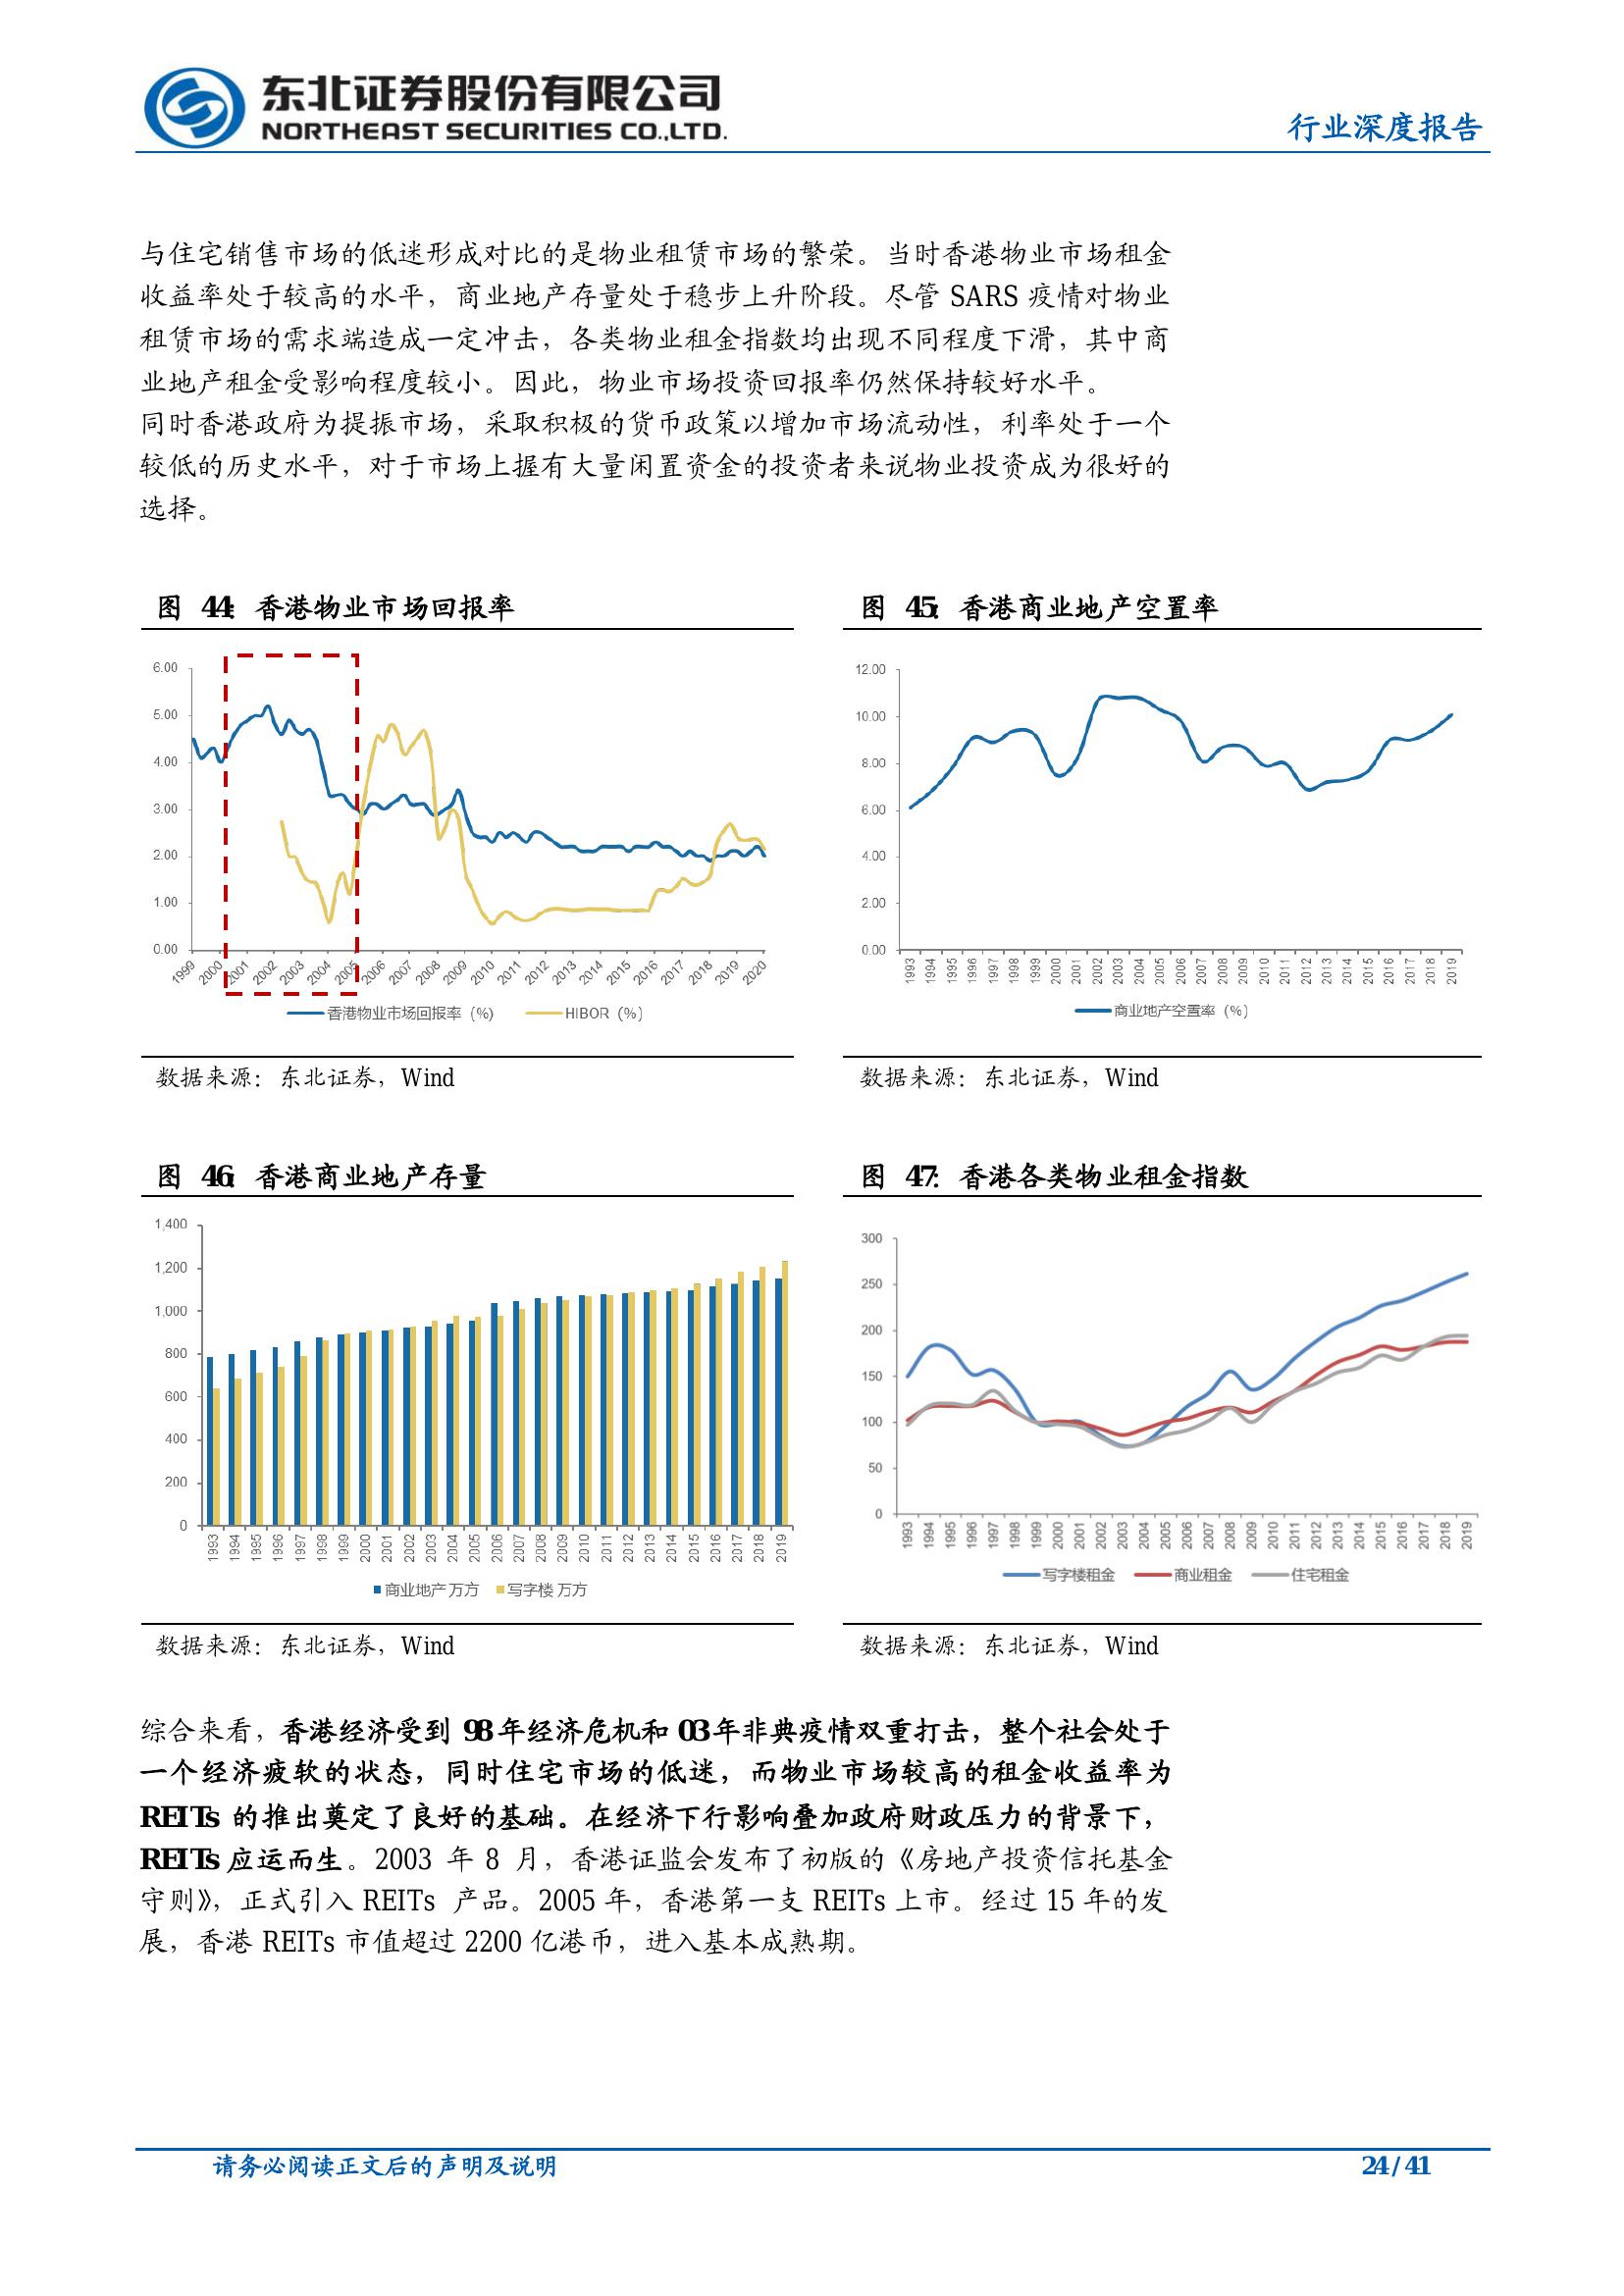 东北证券股份有限公司
NORTHEAST SECURITIES CO.,LTD.
行业深度报告
与住宅销售市场的低迷形成对比的是物业租赁市场的繁荣。当时香港物业市场租金
收益率处于较高的水平，商业地产存量处于稳步上升阶段。尽管 SARS 疫情对物业
租赁市场的需求端造成一定冲击，各类物业租金指数均出现不同程度下滑，其中商
业地产租金受影响程度较小。因此，物业市场投资回报率仍然保持较好水平。
同时香港政府为提振市场，采取积极的货币政策以增加市场流动性，利率处于一个
较低的历史水平，对于市场上握有大量闲置资金的投资者来说物业投资成为很好的
选择。
图 44：香港物业市场回报率
6.00
5.00
4.00
3.00
2.00
1.00
0.00
1999 2000 2001 2002 2003 2004 2005 2006 2007 2008 2009 2010 2011 2012 2013 2014 2015 2016 2017 2018 2019 2020
香港物业市场回报率（%） HIBOR（%）
数据来源：东北证券，Wind
图 45：香港商业地产空置率
12.00
10.00
8.00
6.00
4.00
2.00
0.00
1993 1994 1995 1996 1997 1998 1999 2000 2001 2002 2003 2004 2005 2006 2007 2008 2009 2010 2011 2012 2013 2014 2015 2016 2017 2018 2019
商业地产空置率（%）
数据来源：东北证券，Wind
图 46：香港商业地产存量
1,400
1,200
1,000
800
600
400
200
0
1993 1994 1995 1996 1997 1998 1999 2000 2001 2002 2003 2004 2005 2006 2007 2008 2009 2010 2011 2012 2013 2014 2015 2016 2017 2018 2019
商业地产 万方 写字楼 万方
数据来源：东北证券，Wind
图 47：香港各类物业租金指数
300
250
200
150
100
50
0
1993 1994 1995 1996 1997 1998 1999 2000 2001 2002 2003 2004 2005 2006 2007 2008 2009 2010 2011 2012 2013 2014 2015 2016 2017 2018 2019
写字楼租金 商业租金 住宅租金
数据来源：东北证券，Wind
综合来看，香港经济受到 98 年经济危机和 03 年非典疫情双重打击，整个社会处于
一个经济疲软的状态，同时住宅市场的低迷，而物业市场较高的租金收益率为
REITs 的推出奠定了良好的基础。在经济下行影响叠加政府财政压力的背景下，
REITs 应运而生。2003 年 8 月，香港证监会发布了初版的《房地产投资信托基金
守则》，正式引入 REITs 产品。2005 年，香港第一支 REITs 上市。经过 15 年的发
展，香港 REITs 市值超过 2200 亿港币，进入基本成熟期。
请务必阅读正文后的声明及说明
24 / 41